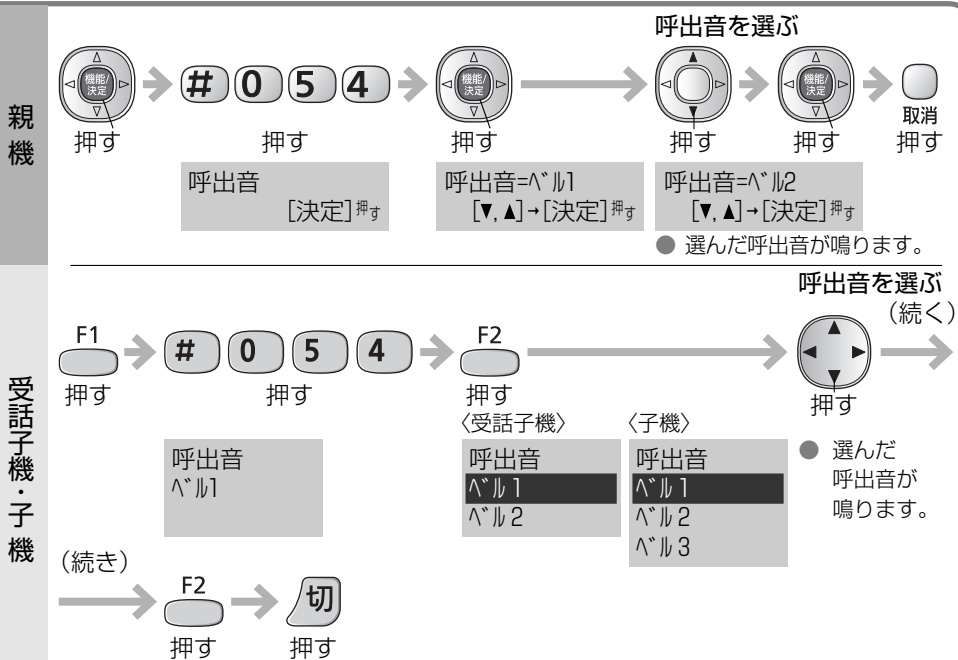 親機
呼出音を選ぶ
機能/決定
# 0 5 4
機能/決定
機能/決定
取消
押す
押す
押す
押す
押す
押す
呼出音
[決定]押す
呼出音=ﾍﾞﾙ1
[▼,▲]→[決定]押す
呼出音=ﾍﾞﾙ2
[▼,▲]→[決定]押す
● 選んだ呼出音が鳴ります。
受話子機・子機
呼出音を選ぶ
(続く)
F1
# 0 5 4
F2
押す
押す
押す
押す
〈受話子機〉
〈子機〉
呼出音
ﾍﾞﾙ1
呼出音
ﾍﾞﾙ1
ﾍﾞﾙ2
呼出音
ﾍﾞﾙ1
ﾍﾞﾙ2
ﾍﾞﾙ3
● 選んだ
呼出音が
鳴ります。
(続き)
F2
切
押す
押す